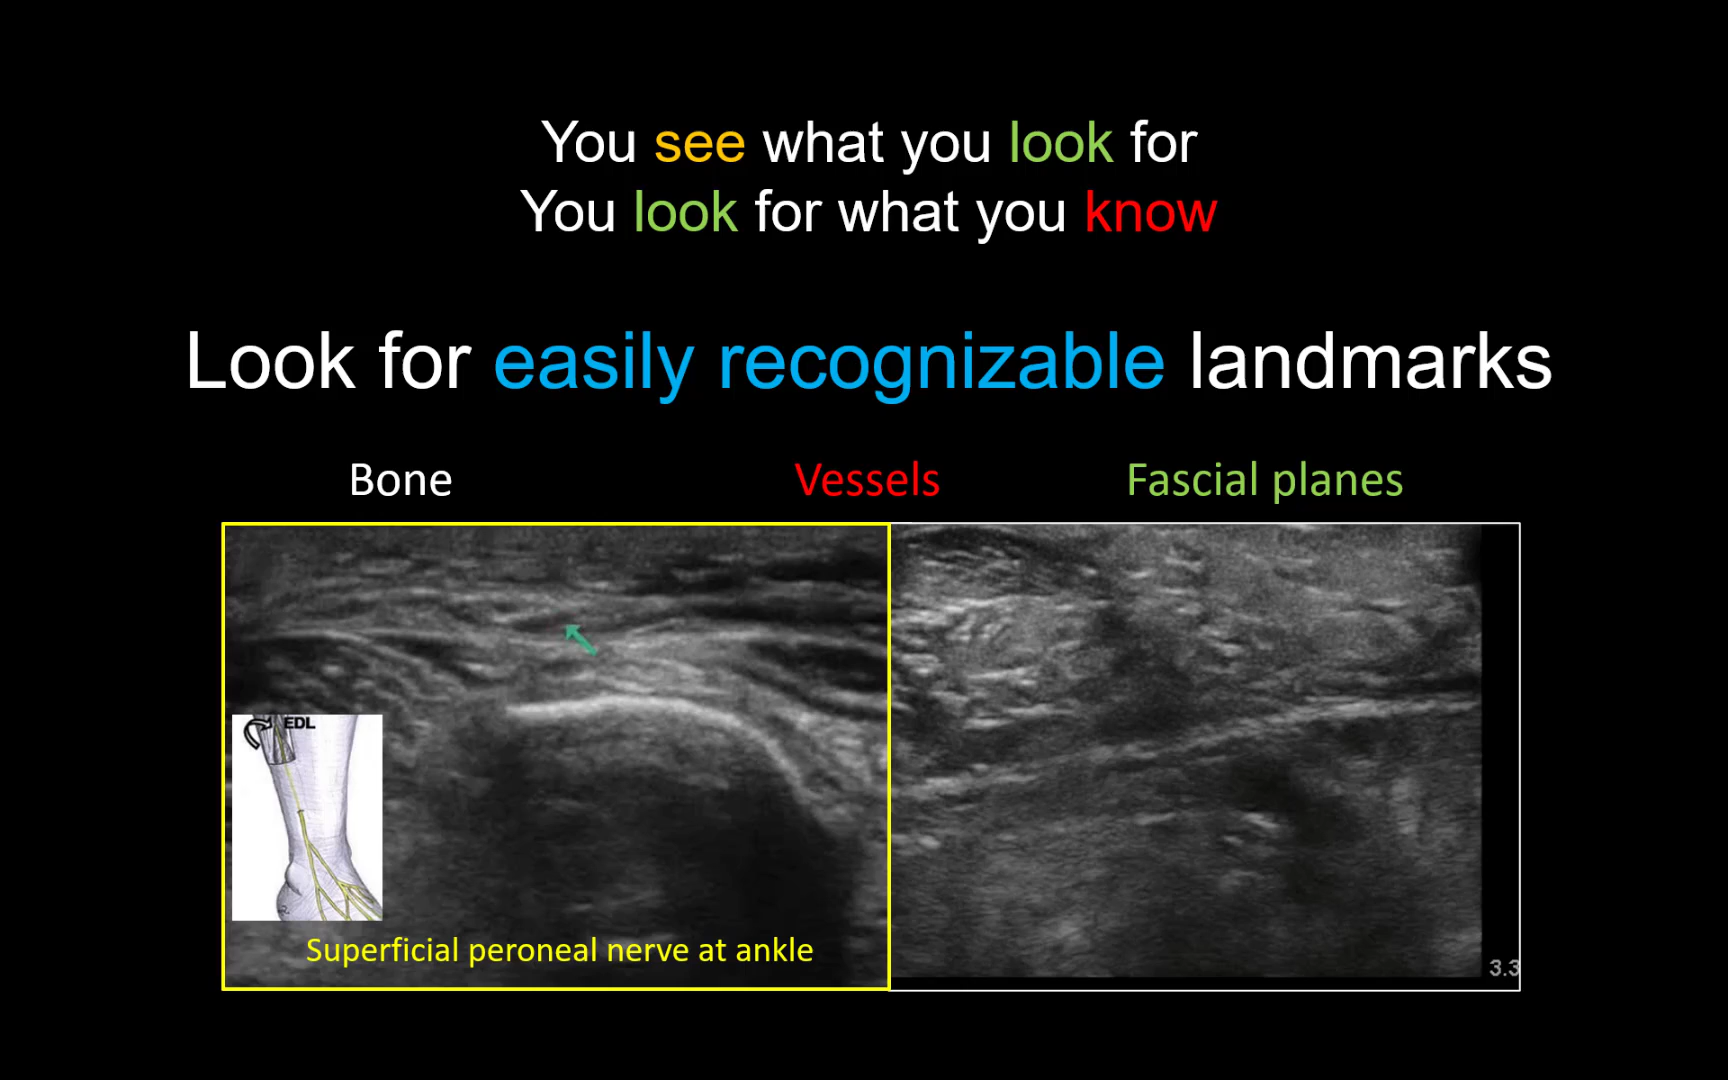 You see what you look for
You look for what you know
Look for easily recognizable landmarks
Bone
Vessels
Fascial planes
EDL
Superficial peroneal nerve at ankle
3.3